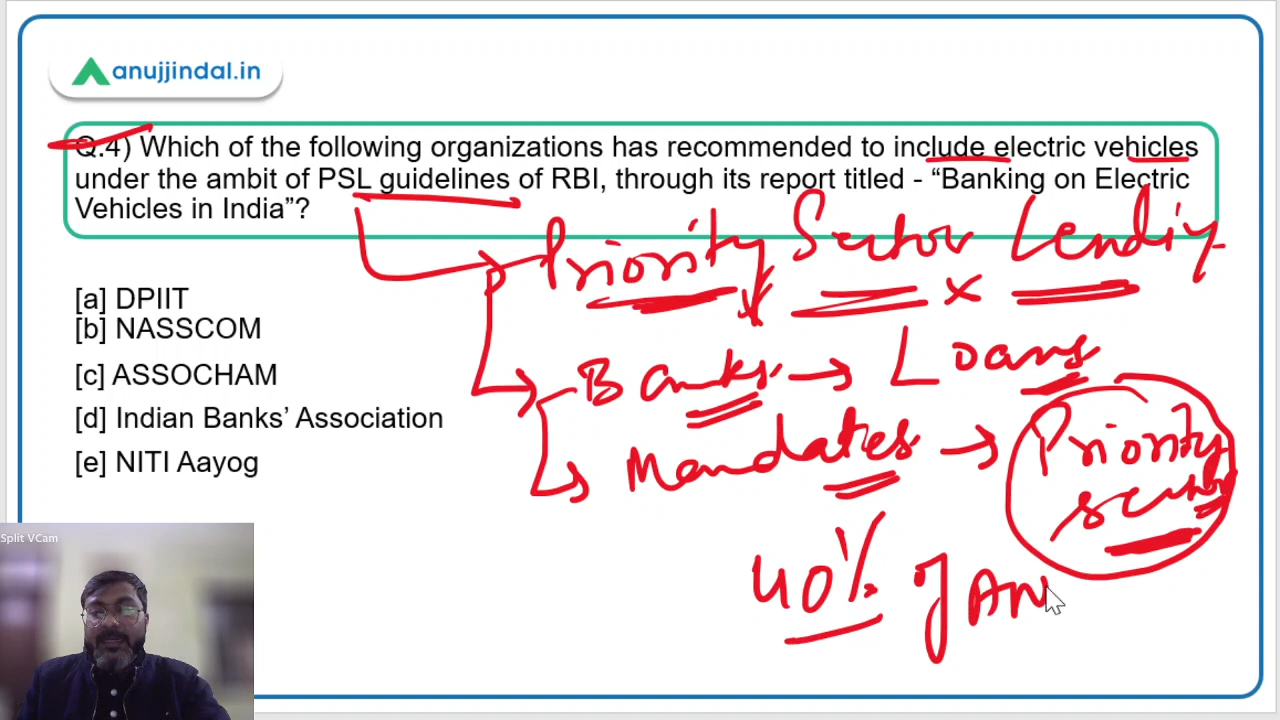 anujjindal.in
Q.4) Which of the following organizations has recommended to include electric vehicles
under the ambit of PSL guidelines of RBI, through its report titled - “Banking on Electric
Vehicles in India”?
Priority Sector Lending
[a] DPIIT
[b] NASSCOM
Banks → Loans
[c] ASSOCHAM
[d] Indian Banks’ Association
Mandates → Priority
sector
[e] NITI Aayog
Split VCam
40% of AN